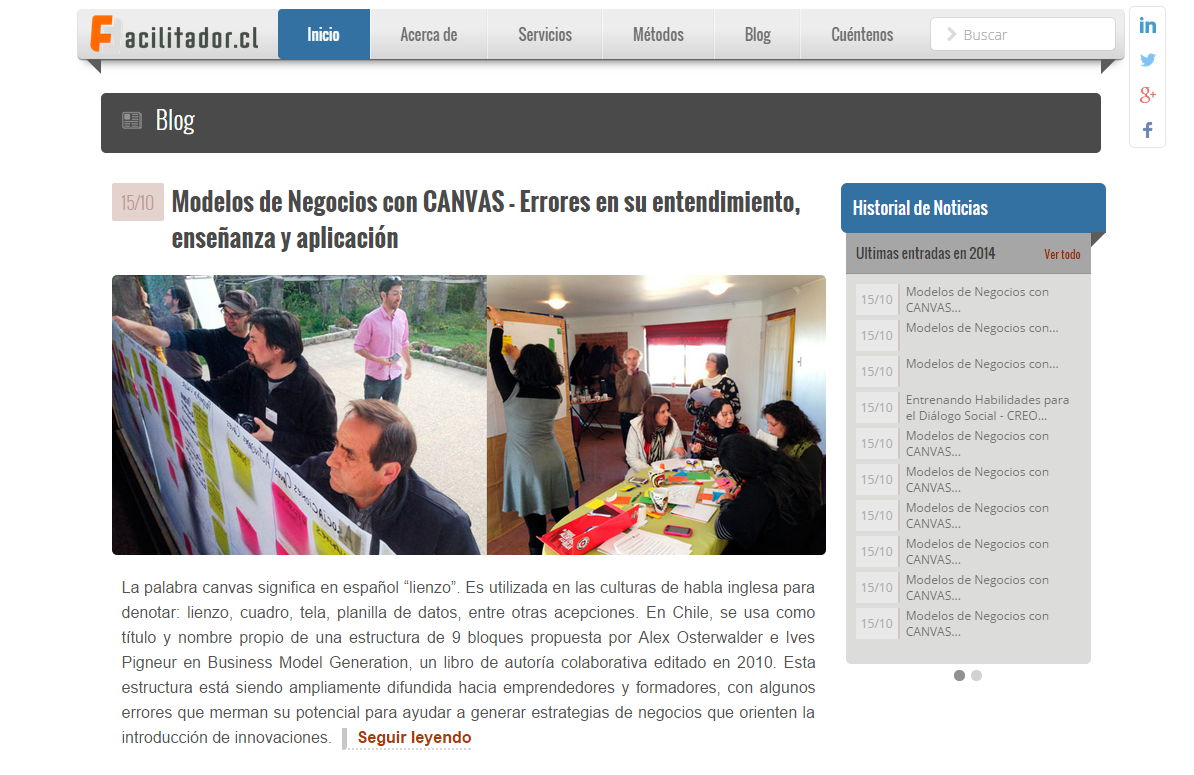 Facilitador.cl
Inicio
Acerca de
Servicios
Métodos
Blog
Cuéntenos
Buscar
Blog
15/10
Modelos de Negocios con CANVAS - Errores en su entendimiento,
enseñanza y aplicación
La palabra canvas significa en español “lienzo”. Es utilizada en las culturas de habla inglesa para
denotar: lienzo, cuadro, tela, planilla de datos, entre otras acepciones. En Chile, se usa como
título y nombre propio de una estructura de 9 bloques propuesta por Alex Osterwalder e Ives
Pigneur en Business Model Generation, un libro de autoría colaborativa editado en 2010. Esta
estructura está siendo ampliamente difundida hacia emprendedores y formadores, con algunos
errores que merman su potencial para ayudar a generar estrategias de negocios que orienten la
introducción de innovaciones. Seguir leyendo
Historial de Noticias
Ultimas entradas en 2014 Ver todo
15/10 Modelos de Negocios con
CANVAS...
15/10 Modelos de Negocios con...
15/10 Modelos de Negocios con...
15/10 Entrenando Habilidades para
el Diálogo Social - CREO...
15/10 Modelos de Negocios con
CANVAS...
15/10 Modelos de Negocios con
CANVAS...
15/10 Modelos de Negocios con
CANVAS...
15/10 Modelos de Negocios con
CANVAS...
15/10 Modelos de Negocios con
CANVAS...
15/10 Modelos de Negocios con
CANVAS...
in
g+
f